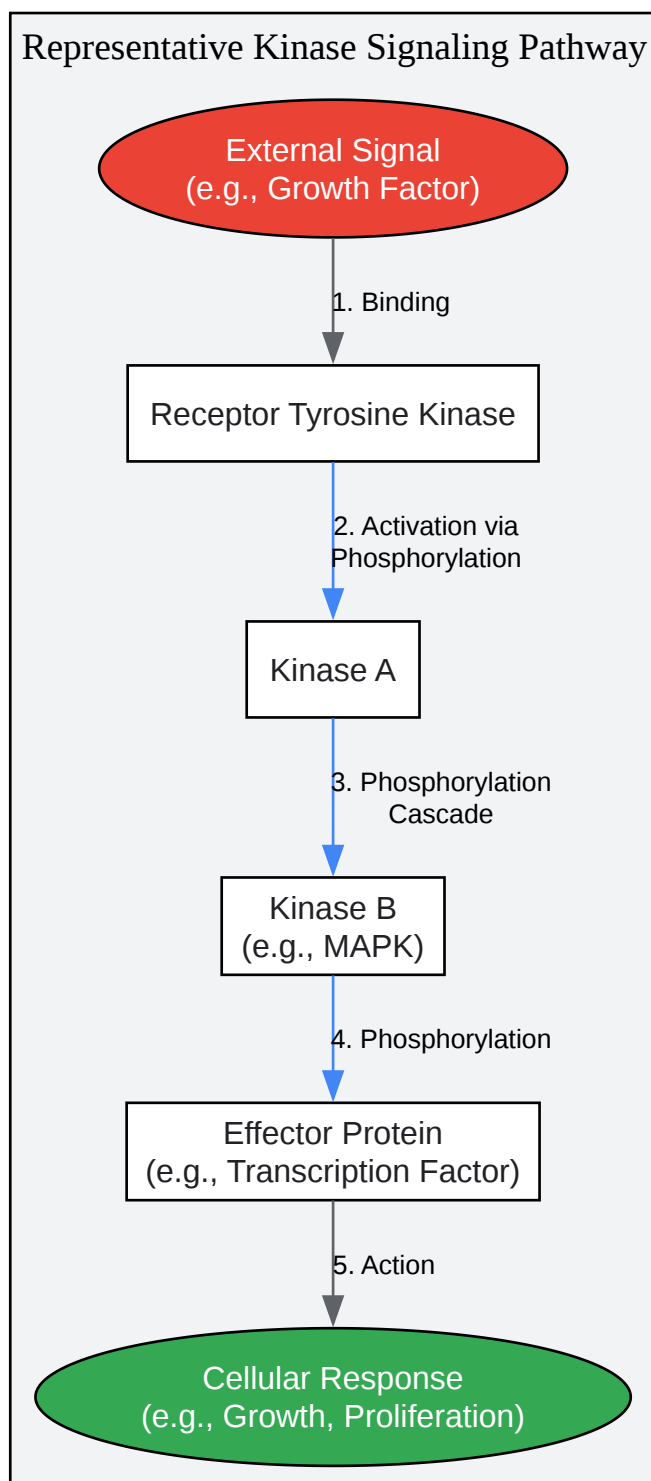 Representative Kinase Signaling Pathway
External Signal
(e.g., Growth Factor)
1. Binding
Receptor Tyrosine Kinase
2. Activation via
Phosphorylation
Kinase A
3. Phosphorylation
Cascade
Kinase B
(e.g., MAPK)
4. Phosphorylation
Effector Protein
(e.g., Transcription Factor)
5. Action
Cellular Response
(e.g., Growth, Proliferation)